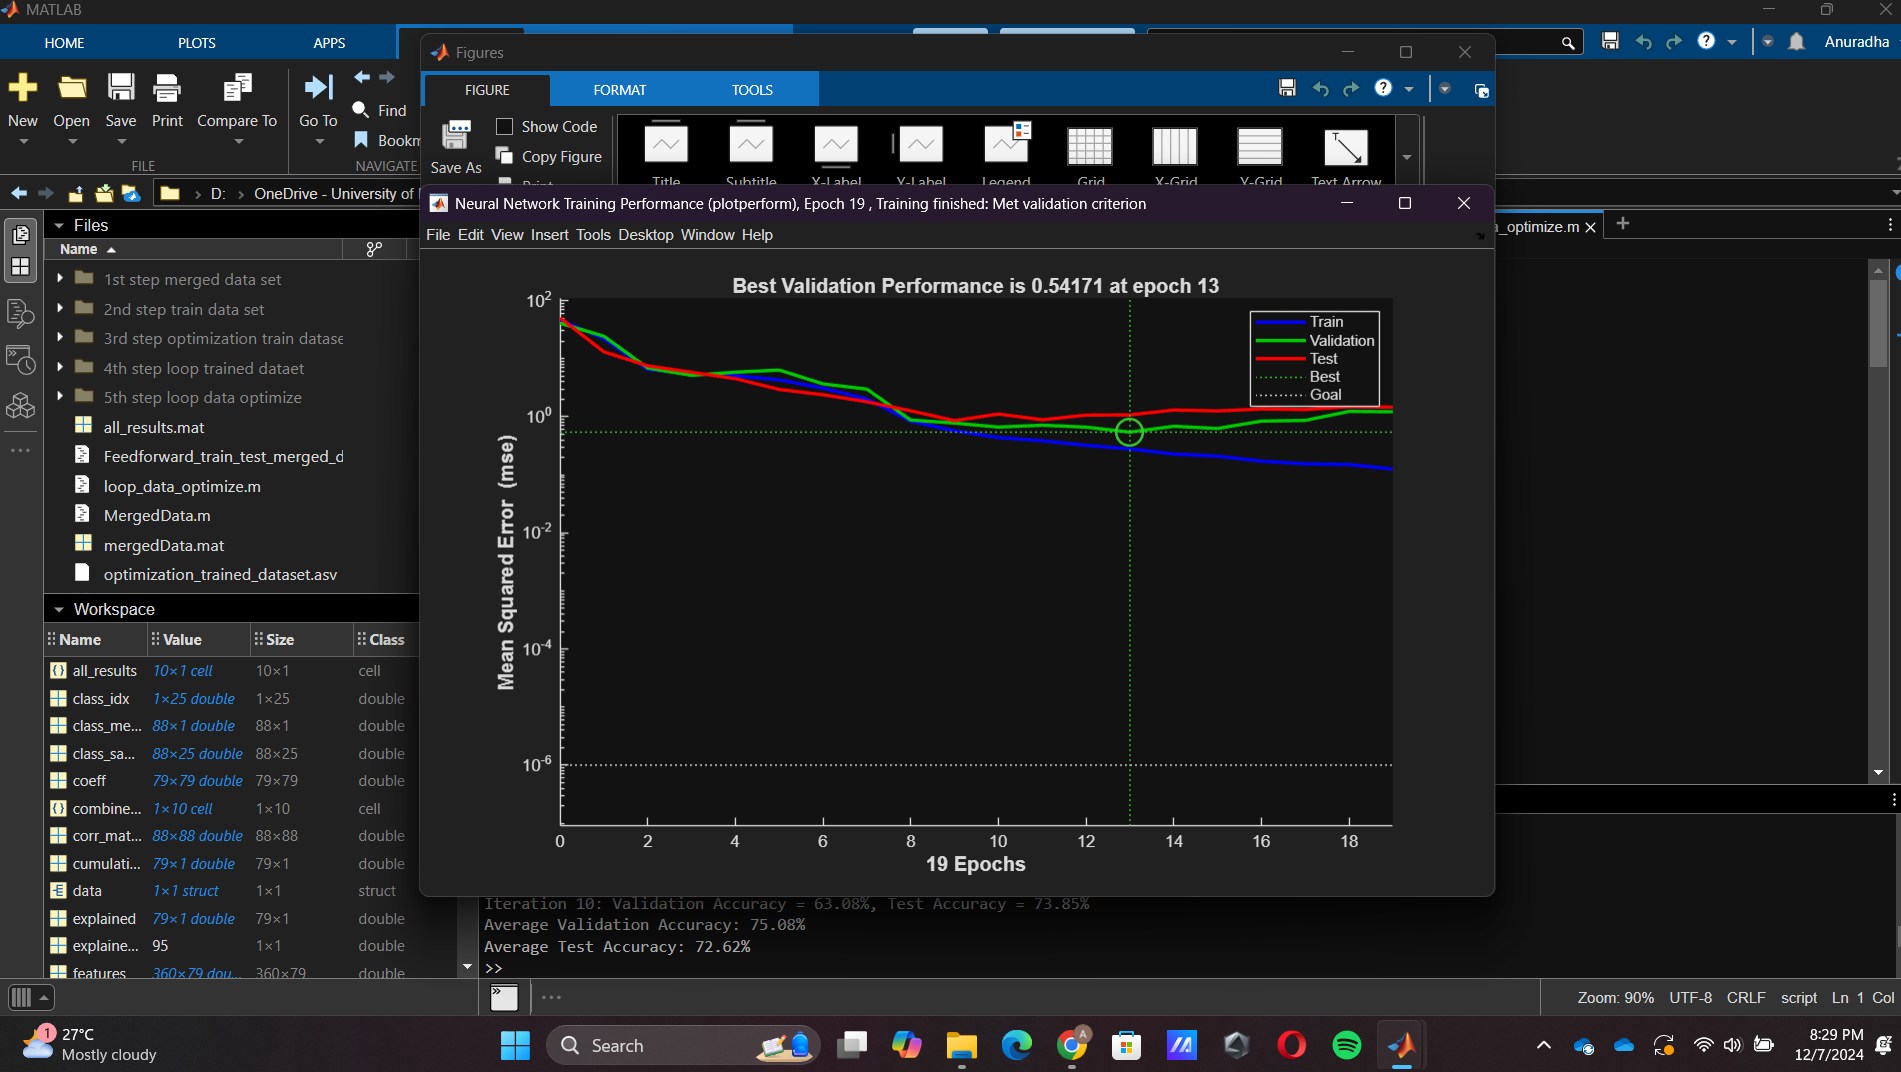 MATLAB
HOME PLOTS APPS
Anuradha
New Open Save Print Compare To Go To Find
FILE NAVIGATE
D: OneDrive - University of
Files
Name
1st step merged data set
2nd step train data set
3rd step optimization train datase
4th step loop trained dataet
5th step loop data optimize
all_results.mat
Feedforward_train_test_merged_d
loop_data_optimize.m
MergedData.m
mergedData.mat
optimization_trained_dataset.asv
Workspace
Name Value Size Class
all_results 10×1 cell 10×1 cell
class_idx 1×25 double 1×25 double
class_me... 88×1 double 88×1 double
class_sa... 88×25 double 88×25 double
coeff 79×79 double 79×79 double
combine... 1×10 cell 1×10 cell
corr_mat... 88×88 double 88×88 double
cumulati... 79×1 double 79×1 double
data 1×1 struct 1×1 struct
explained 79×1 double 79×1 double
explaine... 95 1×1 double
features 360×79 dou... 360×79 double
Figures
FIGURE FORMAT TOOLS
Save As
Show Code
Copy Figure
Print
Title Subtitle X-Label Y-Label Legend Grid X-Grid Y-Grid Text Arrow
Neural Network Training Performance (plotperform), Epoch 19 , Training finished: Met validation criterion
File Edit View Insert Tools Desktop Window Help
_optimize.m
Best Validation Performance is 0.54171 at epoch 13
Mean Squared Error (mse)
10²
10⁰
10⁻²
10⁻⁴
10⁻⁶
Train
Validation
Test
Best
Goal
0 2 4 6 8 10 12 14 16 18
19 Epochs
Iteration 10: Validation Accuracy = 63.08%, Test Accuracy = 73.85%
Average Validation Accuracy: 75.08%
Average Test Accuracy: 72.62%
>>
Zoom: 90% UTF-8 CRLF script Ln 1 Col
1
27°C
Mostly cloudy
Search
A
8:29 PM
12/7/2024